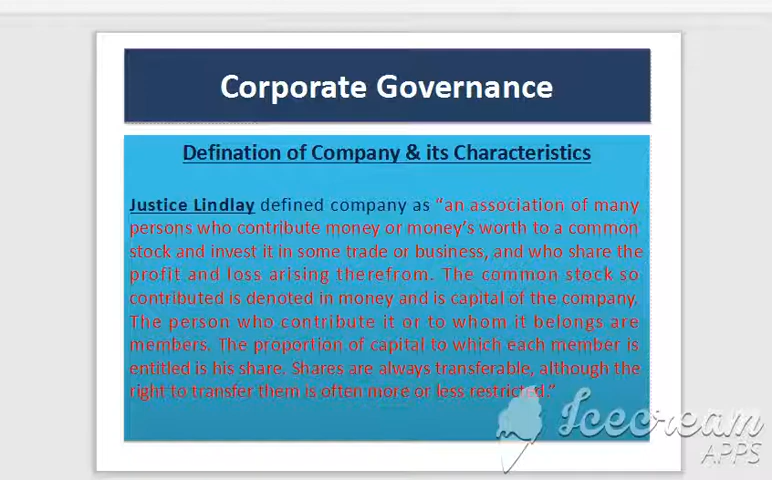 Corporate Governance
Defination of Company & its Characteristics
Justice Lindlay defined company as “an association of many
persons who contribute money or money’s worth to a common
stock and invest it in some trade or business, and who share the
profit and loss arising therefrom. The common stock so
contributed is denoted in money and is capital of the company.
The person who contribute it or to whom it belongs are
members. The proportion of capital to which each member is
entitled is his share. Shares are always transferable, although the
right to transfer them is often more or less restricted.”
Icecream
APPS